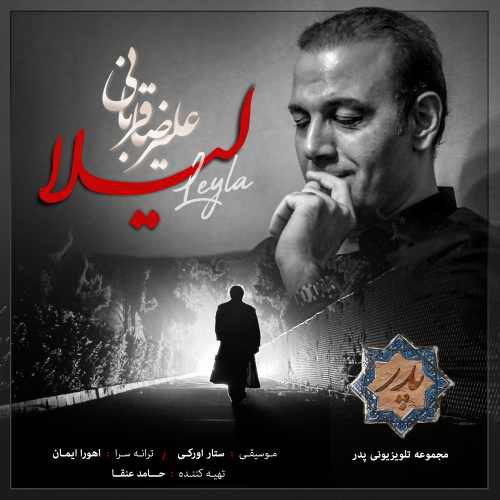 علیرضا قربانی
لیلا
Leyla
پدر
موسیقی : ستار اورکی / ترانه سرا : اهورا ایمان
تهیه کننده : حامد عنقا
مجموعه تلویزیونی پدر